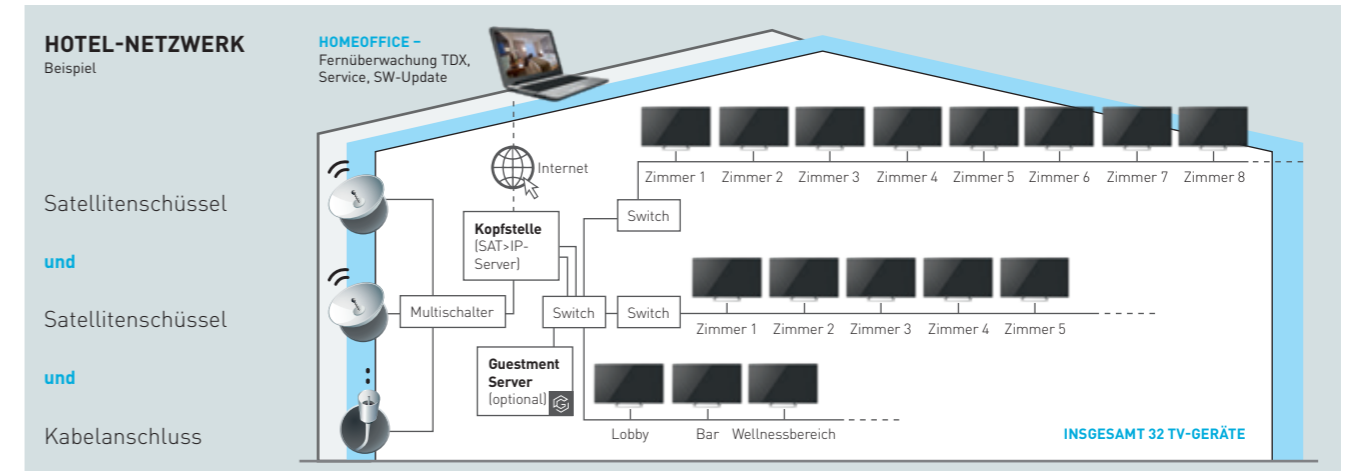 HOTEL-NETZWERK
Beispiel
HOMEOFFICE –
Fernüberwachung TDX,
Service, SW-Update
Internet
Zimmer 1 Zimmer 2 Zimmer 3 Zimmer 4 Zimmer 5 Zimmer 6 Zimmer 7 Zimmer 8
Satellitenschüssel
Switch
Kopfstelle
(SAT>IP-
Server)
und
Satellitenschüssel
Multischalter
Switch
Switch
Zimmer 1 Zimmer 2 Zimmer 3 Zimmer 4 Zimmer 5
und
Guestment
Server
(optional)
Kabelanschluss
Lobby Bar Wellnessbereich
INSGESAMT 32 TV-GERÄTE